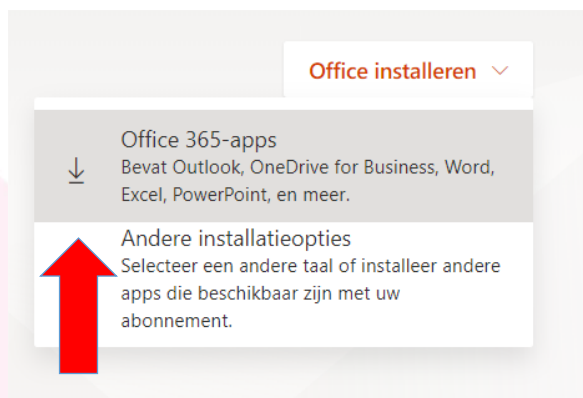 Office installeren
Office 365-apps
Bevat Outlook, OneDrive for Business, Word,
Excel, PowerPoint, en meer.
Andere installatieopties
Selecteer een andere taal of installeer andere
apps die beschikbaar zijn met uw
abonnement.